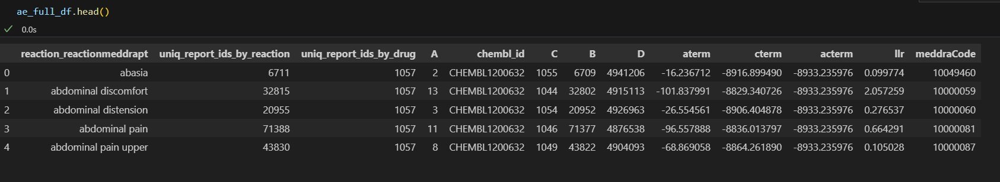 ae_full_df.head()
0.0s
reaction_reactionmeddrapt uniq_report_ids_by_reaction uniq_report_ids_by_drug A chembl_id C B D aterm cterm acterm llr meddraCode
0 abasia 6711 1057 2 CHEMBL1200632 1055 6709 4941206 -16.236712 -8916.899490 -8933.235976 0.099774 10049460
1 abdominal discomfort 32815 1057 13 CHEMBL1200632 1044 32802 4915113 -101.837991 -8829.340726 -8933.235976 2.057259 10000059
2 abdominal distension 20955 1057 3 CHEMBL1200632 1054 20952 4926963 -26.554561 -8906.404878 -8933.235976 0.276537 10000060
3 abdominal pain 71388 1057 11 CHEMBL1200632 1046 71377 4876538 -96.557888 -8836.013797 -8933.235976 0.664291 10000081
4 abdominal pain upper 43830 1057 8 CHEMBL1200632 1049 43822 4904093 -68.869058 -8864.261890 -8933.235976 0.105028 10000087